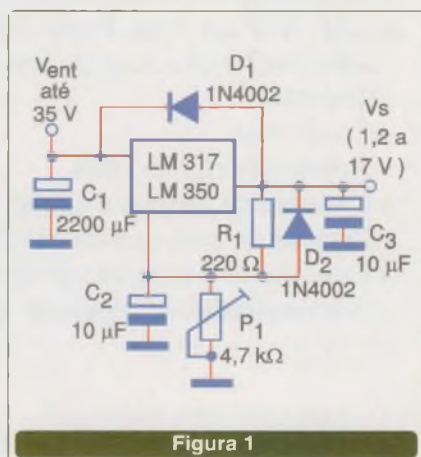 Vent
até
35 V
D1
1N4002
Vs
( 1,2 a
17 V )
LM 317
LM 350
C1
2200 µF
R1
220 Ω
D2
1N4002
C3
10 µF
C2
10 µF
P1
4,7 kΩ
Figura 1